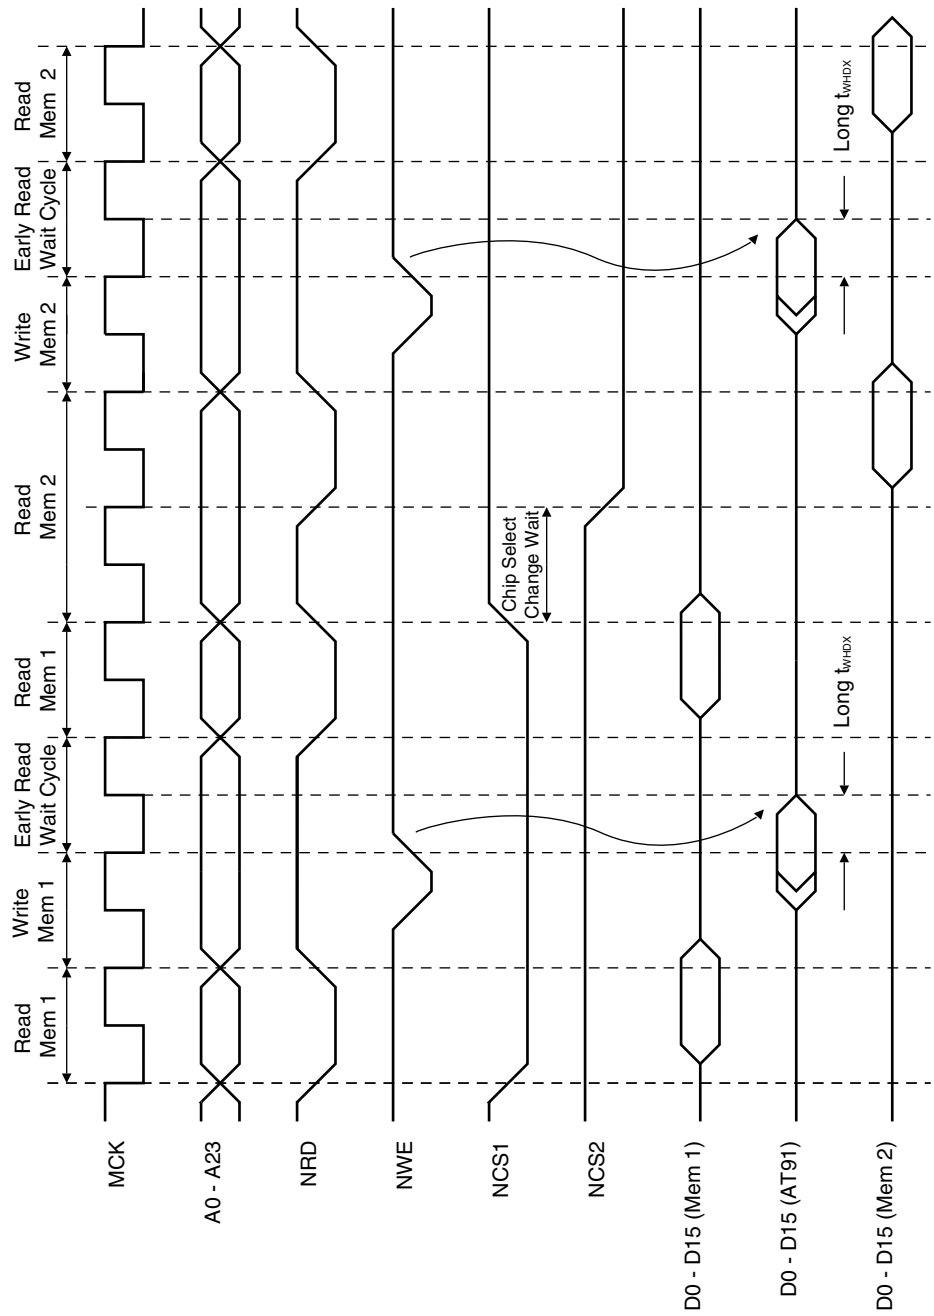 Read
Mem 1
Write
Mem 1
Early Read
Wait Cycle
Read
Mem 1
Read
Mem 2
Write
Mem 2
Early Read
Wait Cycle
Read
Mem 2
MCK
A0 - A23
NRD
NWE
NCS1
Chip Select
Change Wait
NCS2
D0 - D15 (Mem 1)
D0 - D15 (AT91)
Long tWHDX
Long tWHDX
D0 - D15 (Mem 2)